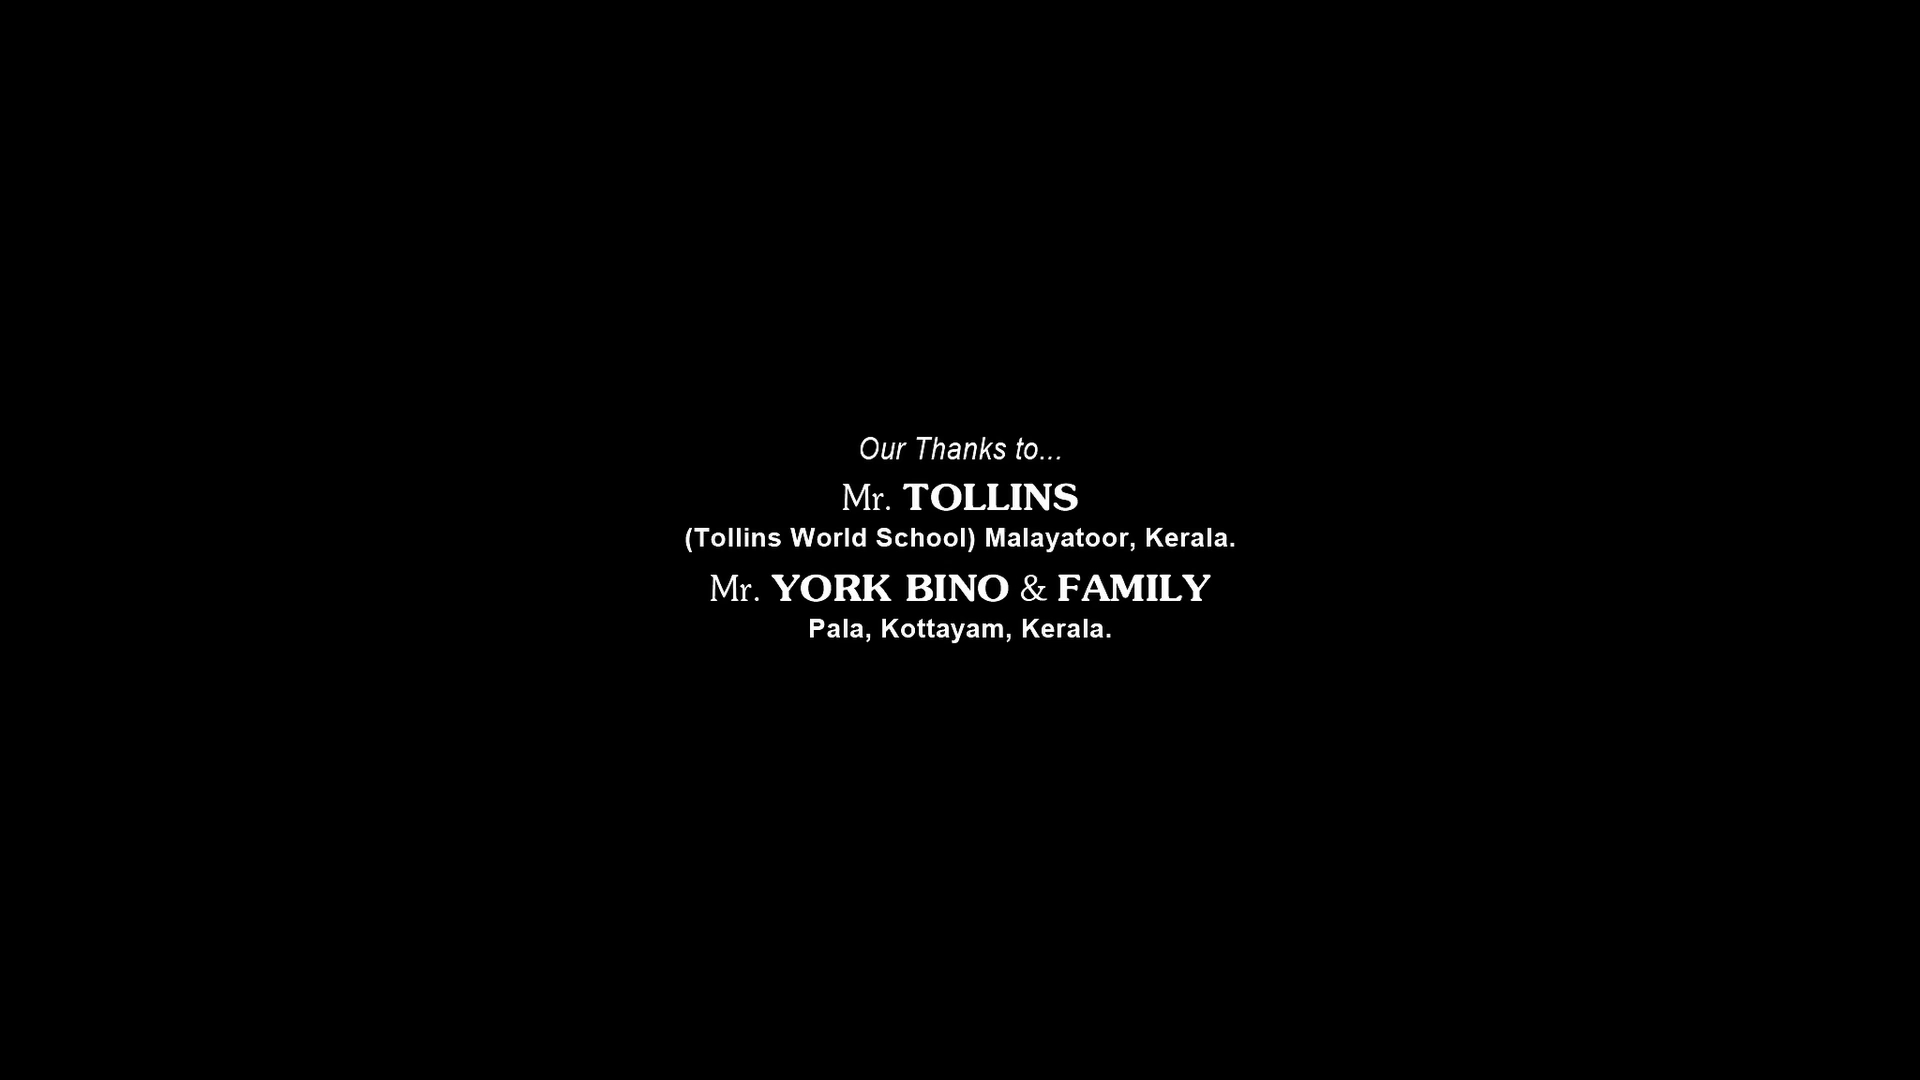 Our Thanks to...
Mr. TOLLINS
(Tollins World School) Malayatoor, Kerala.
Mr. YORK BINO & FAMILY
Pala, Kottayam, Kerala.